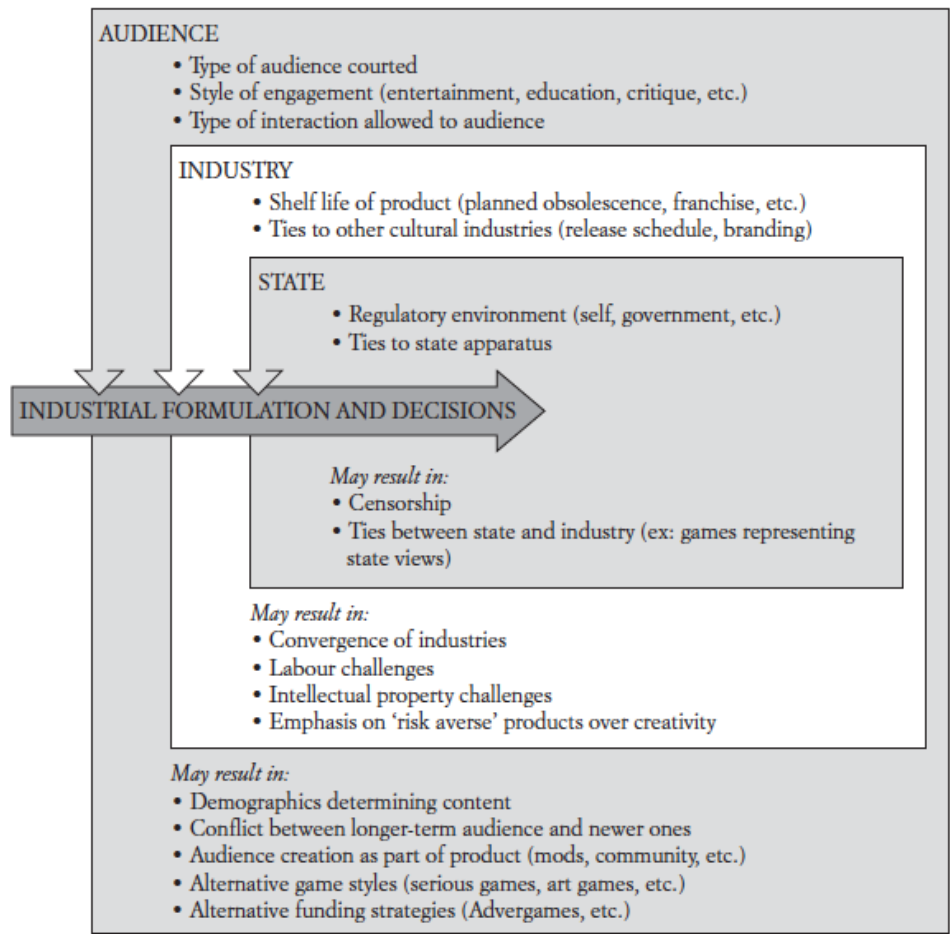 AUDIENCE
• Type of audience courted
• Style of engagement (entertainment, education, critique, etc.)
• Type of interaction allowed to audience
INDUSTRY
• Shelf life of product (planned obsolescence, franchise, etc.)
• Ties to other cultural industries (release schedule, branding)
STATE
• Regulatory environment (self, government, etc.)
• Ties to state apparatus
INDUSTRIAL FORMULATION AND DECISIONS
May result in:
• Censorship
• Ties between state and industry (ex: games representing
state views)
May result in:
• Convergence of industries
• Labour challenges
• Intellectual property challenges
• Emphasis on ‘risk averse’ products over creativity
May result in:
• Demographics determining content
• Conflict between longer-term audience and newer ones
• Audience creation as part of product (mods, community, etc.)
• Alternative game styles (serious games, art games, etc.)
• Alternative funding strategies (Advergames, etc.)